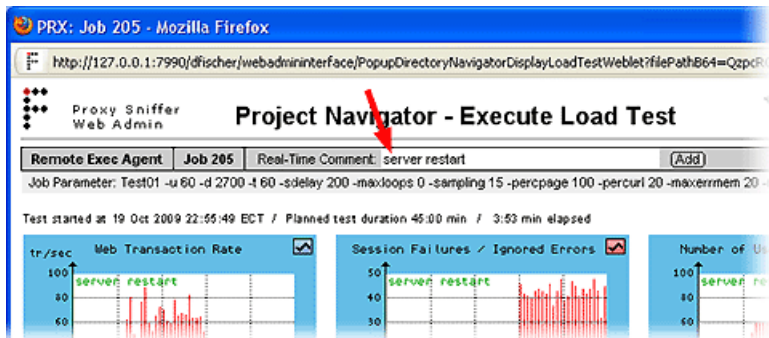 PRX: Job 205 - Mozilla Firefox
http://127.0.0.1:7990/dfischer/webadmininterface/PopupDirectoryNavigatorDisplayLoadTestWeblet?filePathB64=QzpcR
Proxy Sniffer
Web Admin
Project Navigator - Execute Load Test
Remote Exec Agent Job 205 Real-Time Comment: server restart Add
Job Parameter: Test01 -u 60 -d 2700 -t 60 -sdelay 200 -maxloops 0 -sampling 15 -percpage 100 -percurl 20 -maxerrmem 20
Test started at 19 Oct 2009 22:55:49 ECT / Planned test duration 45:00 min / 3:53 min elapsed
tr/sec Web Transaction Rate
100 server restart
80
60
Session Failures / Ignored Errors
50 server restart
40
30
Number of
100 server
80
60